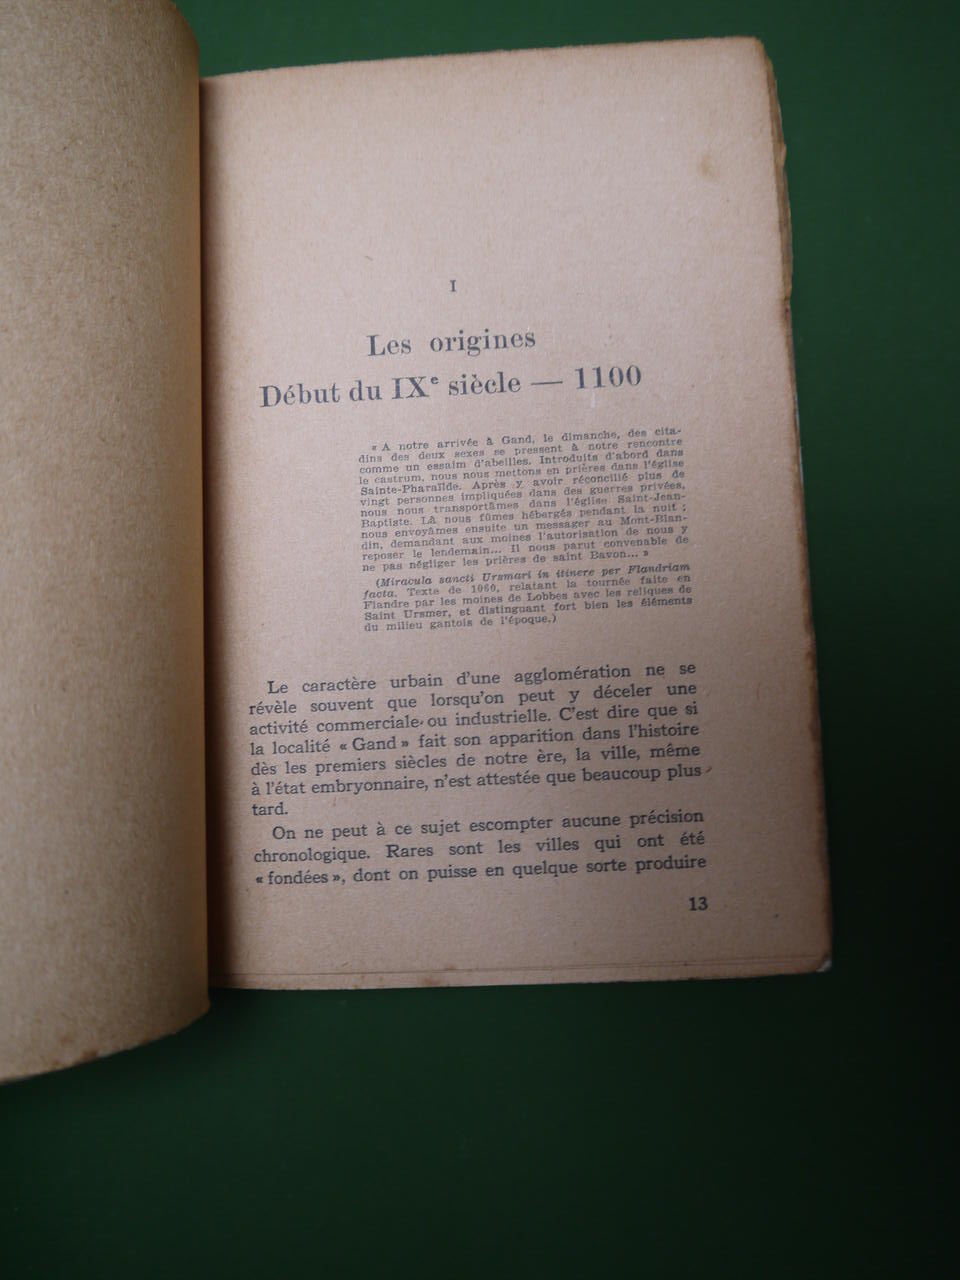 I
Les origines
Début du IXe siècle — 1100
« A notre arrivée à Gand, le dimanche, des cita-
dins des deux sexes se pressent à notre rencontre
comme un essaim d'abeilles. Introduits d'abord dans
le castrum, nous nous mettons en prières dans l'église
Sainte-Pharaïlde. Après y avoir réconcilié plus de
vingt personnes impliquées dans des guerres privées,
nous nous transportâmes dans l'église Saint-Jean-
Baptiste. Là nous fûmes hébergés pendant la nuit ;
nous envoyâmes ensuite un messager au Mont-Blan-
din, demandant aux moines l'autorisation de nous y
reposer le lendemain... Il nous parut convenable de
ne pas négliger les prières de saint Bavon... »
(Miracula sancti Ursmari in itinere per Flandriam
facta. Texte de 1060, relatant la tournée faite en
Flandre par les moines de Lobbes avec les reliques de
Saint Ursmer, et distinguant fort bien les éléments
du milieu gantois de l'époque.)
Le caractère urbain d'une agglomération ne se
révèle souvent que lorsqu'on peut y déceler une
activité commerciale ou industrielle. C'est dire que si
la localité « Gand » fait son apparition dans l'histoire
dès les premiers siècles de notre ère, la ville, même
à l'état embryonnaire, n'est attestée que beaucoup plus
tard.
On ne peut à ce sujet escompter aucune précision
chronologique. Rares sont les villes qui ont été
« fondées », dont on puisse en quelque sorte produire
13